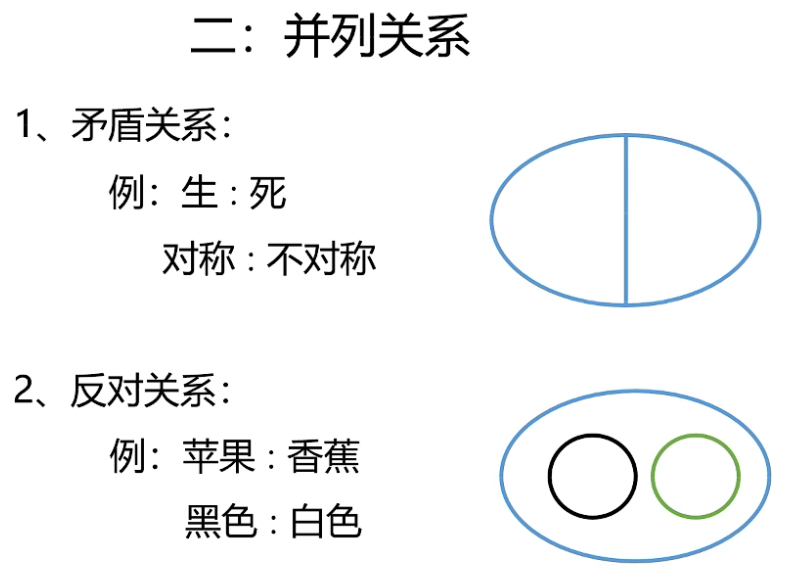 二：并列关系
1、矛盾关系：
例：生：死
对称：不对称
2、反对关系：
例：苹果：香蕉
黑色：白色